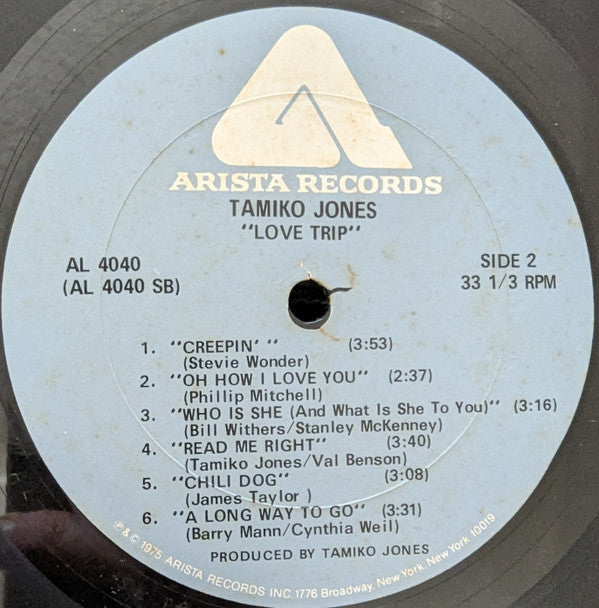 ARISTA RECORDS
TAMIKO JONES
"LOVE TRIP"
AL 4040
(AL 4040 SB)
SIDE 2
33 1/3 RPM
1. "CREEPIN' " (3:53)
(Stevie Wonder)
2. "OH HOW I LOVE YOU" (2:37)
(Phillip Mitchell)
3. "WHO IS SHE (And What Is She To You)" (3:16)
(Bill Withers/Stanley McKenney)
4. "READ ME RIGHT" (3:40)
(Tamiko Jones/Val Benson)
5. "CHILI DOG" (3:08)
(James Taylor )
6. "A LONG WAY TO GO" (3:31)
(Barry Mann/Cynthia Weil)
PRODUCED BY TAMIKO JONES
℗ & © 1975 ARISTA RECORDS INC. 1776 Broadway, New York, New York 10019